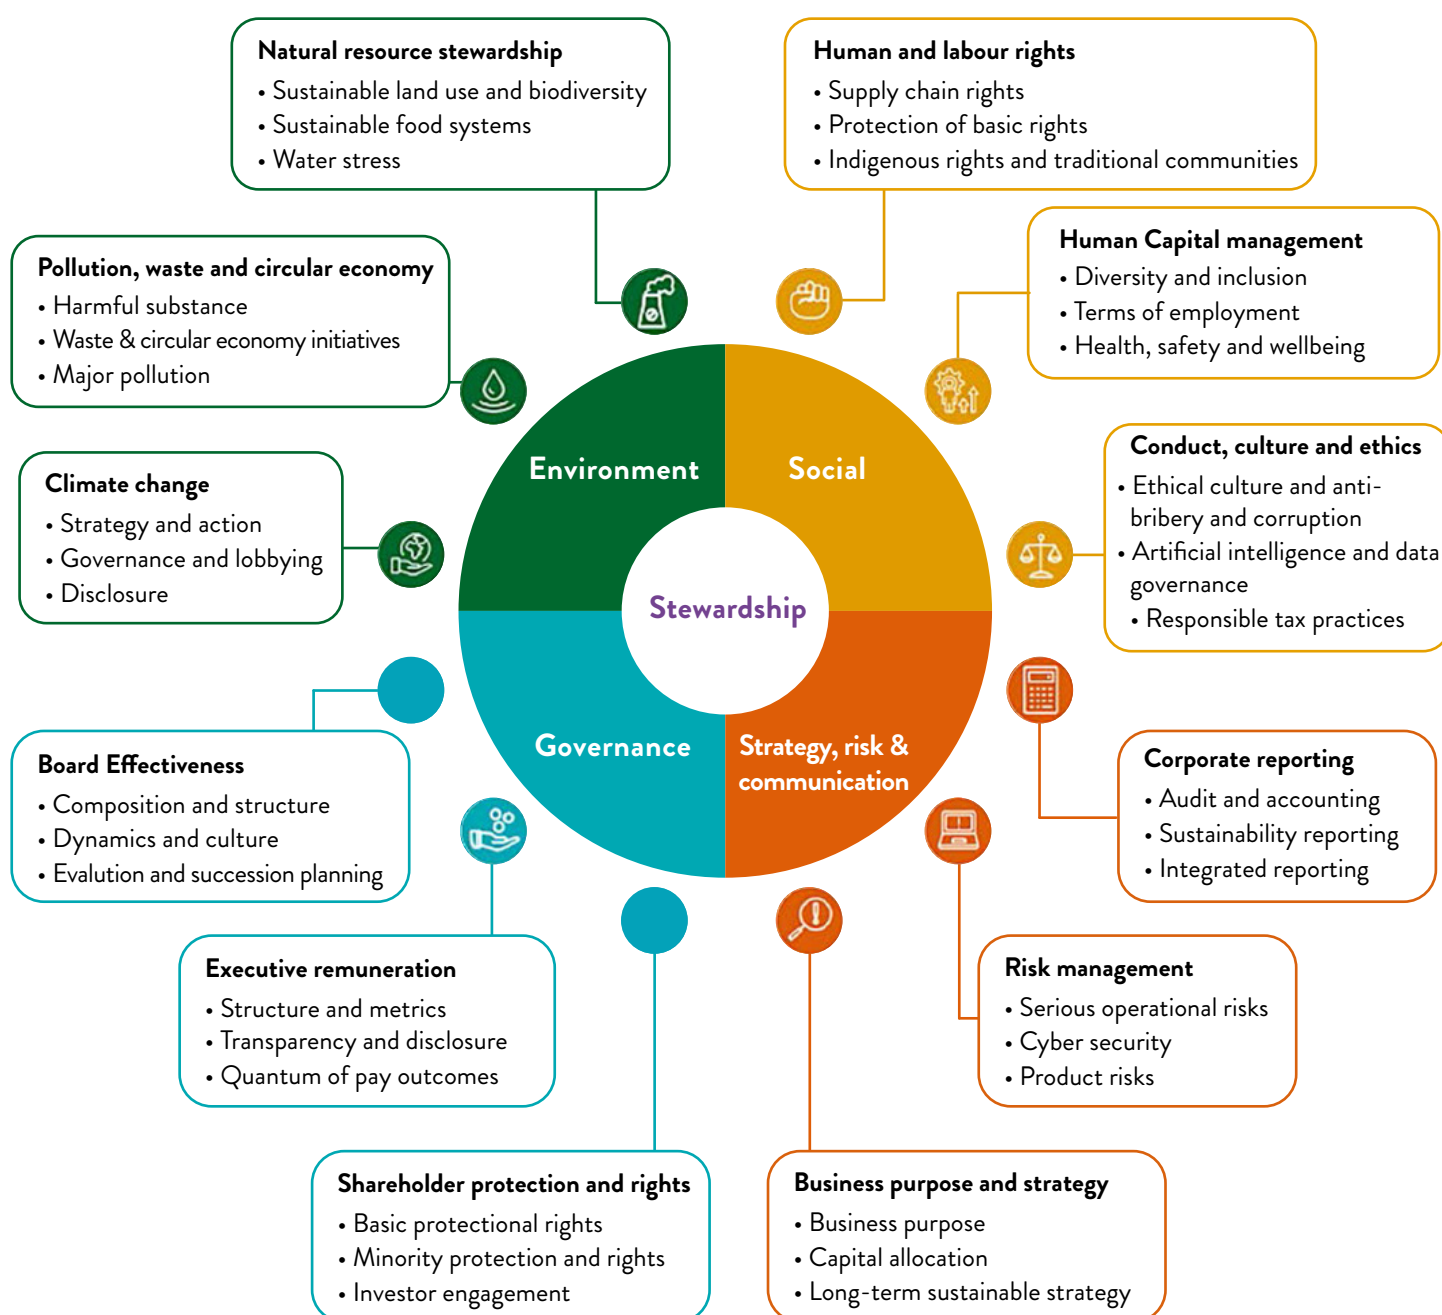 Natural resource stewardship
• Sustainable land use and biodiversity
• Sustainable food systems
• Water stress
Human and labour rights
• Supply chain rights
• Protection of basic rights
• Indigenous rights and traditional communities
Pollution, waste and circular economy
• Harmful substance
• Waste & circular economy initiatives
• Major pollution
Human Capital management
• Diversity and inclusion
• Terms of employment
• Health, safety and wellbeing
Climate change
• Strategy and action
• Governance and lobbying
• Disclosure
Conduct, culture and ethics
• Ethical culture and anti-
bribery and corruption
• Artificial intelligence and data
governance
• Responsible tax practices
Environment
Social
Stewardship
Governance
Strategy, risk &
communication
Board Effectiveness
• Composition and structure
• Dynamics and culture
• Evalution and succession planning
Corporate reporting
• Audit and accounting
• Sustainability reporting
• Integrated reporting
Executive remuneration
• Structure and metrics
• Transparency and disclosure
• Quantum of pay outcomes
Risk management
• Serious operational risks
• Cyber security
• Product risks
Shareholder protection and rights
• Basic protectional rights
• Minority protection and rights
• Investor engagement
Business purpose and strategy
• Business purpose
• Capital allocation
• Long-term sustainable strategy